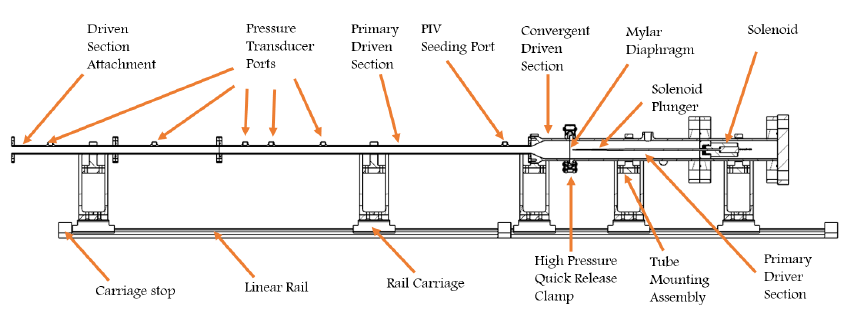 Driven
Section
Attachment
Pressure
Transducer
Ports
Primary
Driven
Section
PIV
Seeding Port
Convergent
Driven
Section
Mylar
Diaphragm
Solenoid
Solenoid
Plunger
Carriage stop
Linear Rail
Rail Carriage
High Pressure
Quick Release
Clamp
Tube
Mounting
Assembly
Primary
Driver
Section